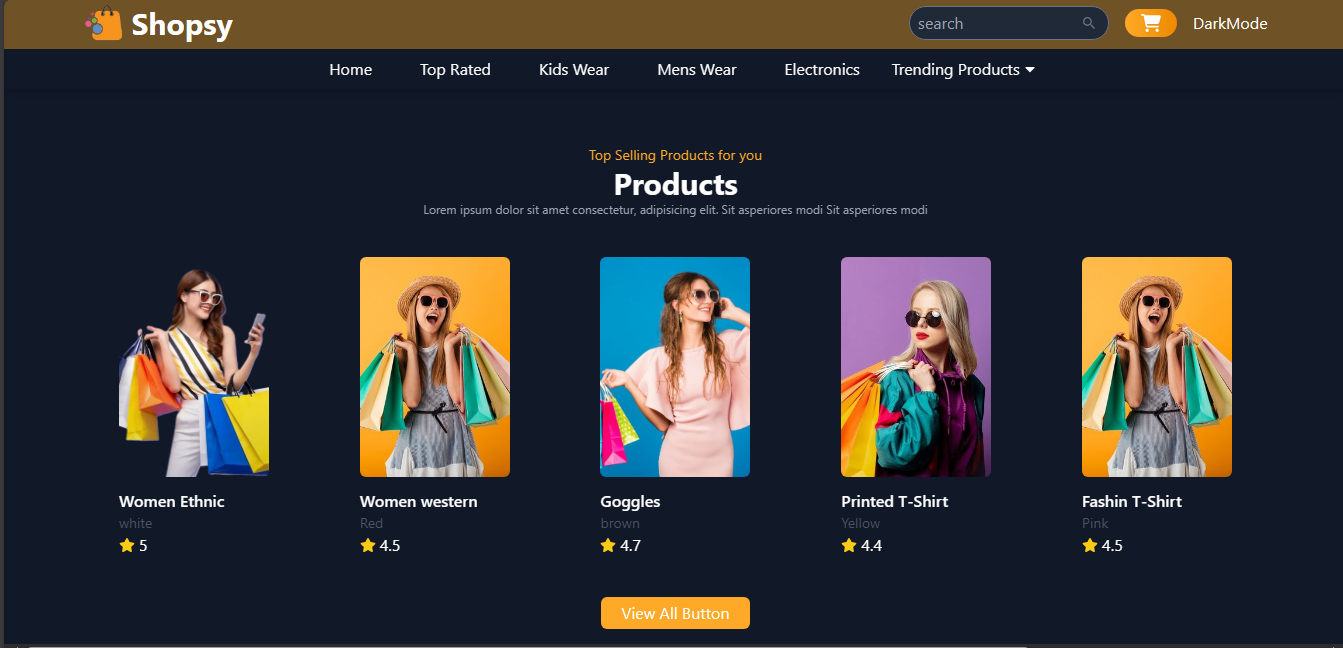 Shopsy
search
DarkMode
Home Top Rated Kids Wear Mens Wear Electronics Trending Products
Top Selling Products for you
Products
Lorem ipsum dolor sit amet consectetur, adipisicing elit. Sit asperiores modi Sit asperiores modi
Women Ethnic
white
5
Women western
Red
4.5
Goggles
brown
4.7
Printed T-Shirt
Yellow
4.4
Fashin T-Shirt
Pink
4.5
View All Button